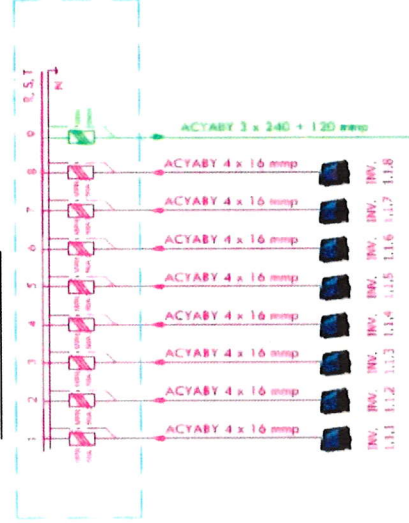 R, S, T
N
9
ACYABY 3 x 240 + 120 mmp
8
ACYABY 4 x 16 mmp
INV.
1.1.8
7
ACYABY 4 x 16 mmp
INV.
1.1.7
6
ACYABY 4 x 16 mmp
INV.
1.1.6
5
ACYABY 4 x 16 mmp
INV.
1.1.5
4
ACYABY 4 x 16 mmp
INV.
1.1.4
3
ACYABY 4 x 16 mmp
INV.
1.1.3
2
ACYABY 4 x 16 mmp
INV.
1.1.2
1
ACYABY 4 x 16 mmp
INV.
1.1.1